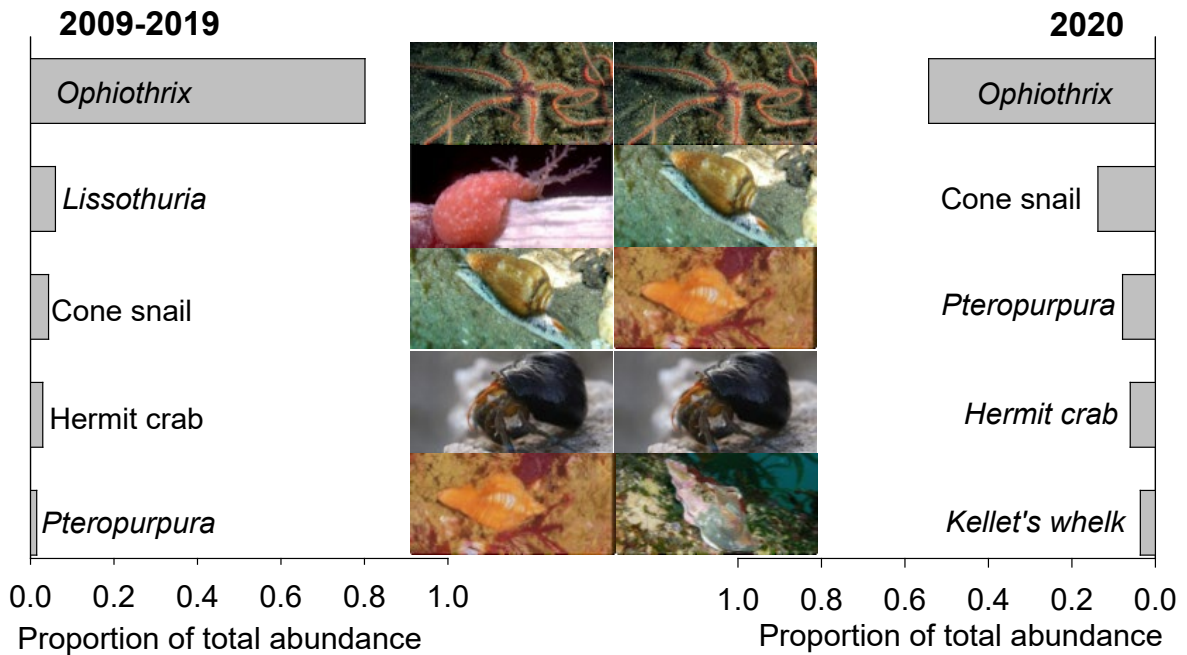 2009-2019
2020
Ophiothrix
Lissothuria
Cone snail
Hermit crab
Pteropurpura
0.0 0.2 0.4 0.6 0.8 1.0
Proportion of total abundance
Ophiothrix
Cone snail
Pteropurpura
Hermit crab
Kellet's whelk
1.0 0.8 0.6 0.4 0.2 0.0
Proportion of total abundance